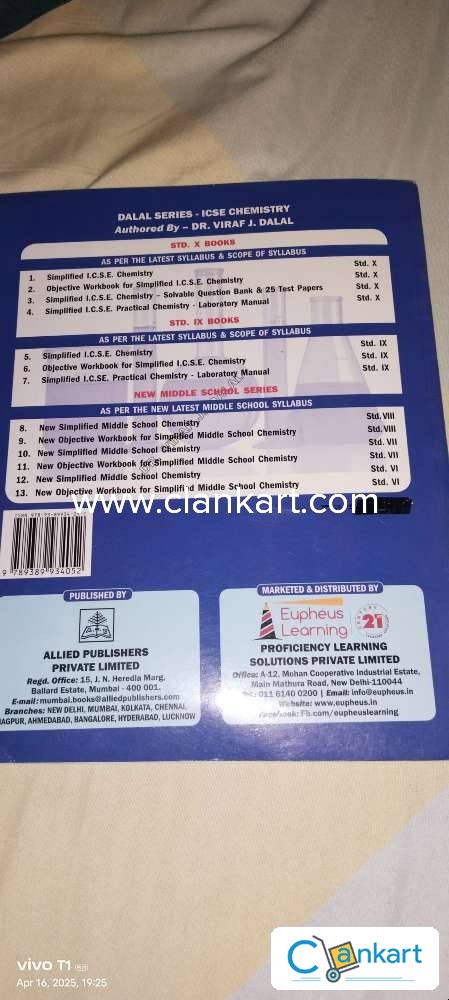 DALAL SERIES - ICSE CHEMISTRY
Authored By – DR. VIRAF J. DALAL
STD. X BOOKS
AS PER THE LATEST SYLLABUS & SCOPE OF SYLLABUS
1. Simplified I.C.S.E. Chemistry Std. X
2. Objective Workbook for Simplified I.C.S.E. Chemistry Std. X
3. Simplified I.C.S.E. Chemistry – Solvable Question Bank & 25 Test Papers Std. X
4. Simplified I.C.S.E. Practical Chemistry - Laboratory Manual Std. X
STD. IX BOOKS
AS PER THE LATEST SYLLABUS & SCOPE OF SYLLABUS
5. Simplified I.C.S.E. Chemistry Std. IX
6. Objective Workbook for Simplified I.C.S.E. Chemistry Std. IX
7. Simplified I.C.S.E. Practical Chemistry - Laboratory Manual Std. IX
NEW MIDDLE SCHOOL SERIES
AS PER THE NEW LATEST MIDDLE SCHOOL SYLLABUS
8. New Simplified Middle School Chemistry Std. VIII
9. New Objective Workbook for Simplified Middle School Chemistry Std. VIII
10. New Simplified Middle School Chemistry Std. VII
11. New Objective Workbook for Simplified Middle School Chemistry Std. VII
12. New Simplified Middle School Chemistry Std. VI
13. New Objective Workbook for Simplified Middle School Chemistry Std. VI
www.clankart.com
9 789389 934052
PUBLISHED BY
ALLIED PUBLISHERS
PRIVATE LIMITED
Regd. Office: 15, J. N. Heredia Marg,
Ballard Estate, Mumbai - 400 001.
E-mail: mumbai.books@alliedpublishers.com
Branches: NEW DELHI, MUMBAI, KOLKATA, CHENNAI,
NAGPUR, AHMEDABAD, BANGALORE, HYDERABAD, LUCKNOW
MARKETED & DISTRIBUTED BY
Eupheus
Learning
21
PROFICIENCY LEARNING
SOLUTIONS PRIVATE LIMITED
Office: A-12, Mohan Cooperative Industrial Estate,
Main Mathura Road, New Delhi-110044
Tel: 011 6140 0200 | Email: info@eupheus.in
Website: www.eupheus.in
Facebook: Fb.com/eupheuslearning
vivo T1 5G
Apr 16, 2025, 19:25
Clankart